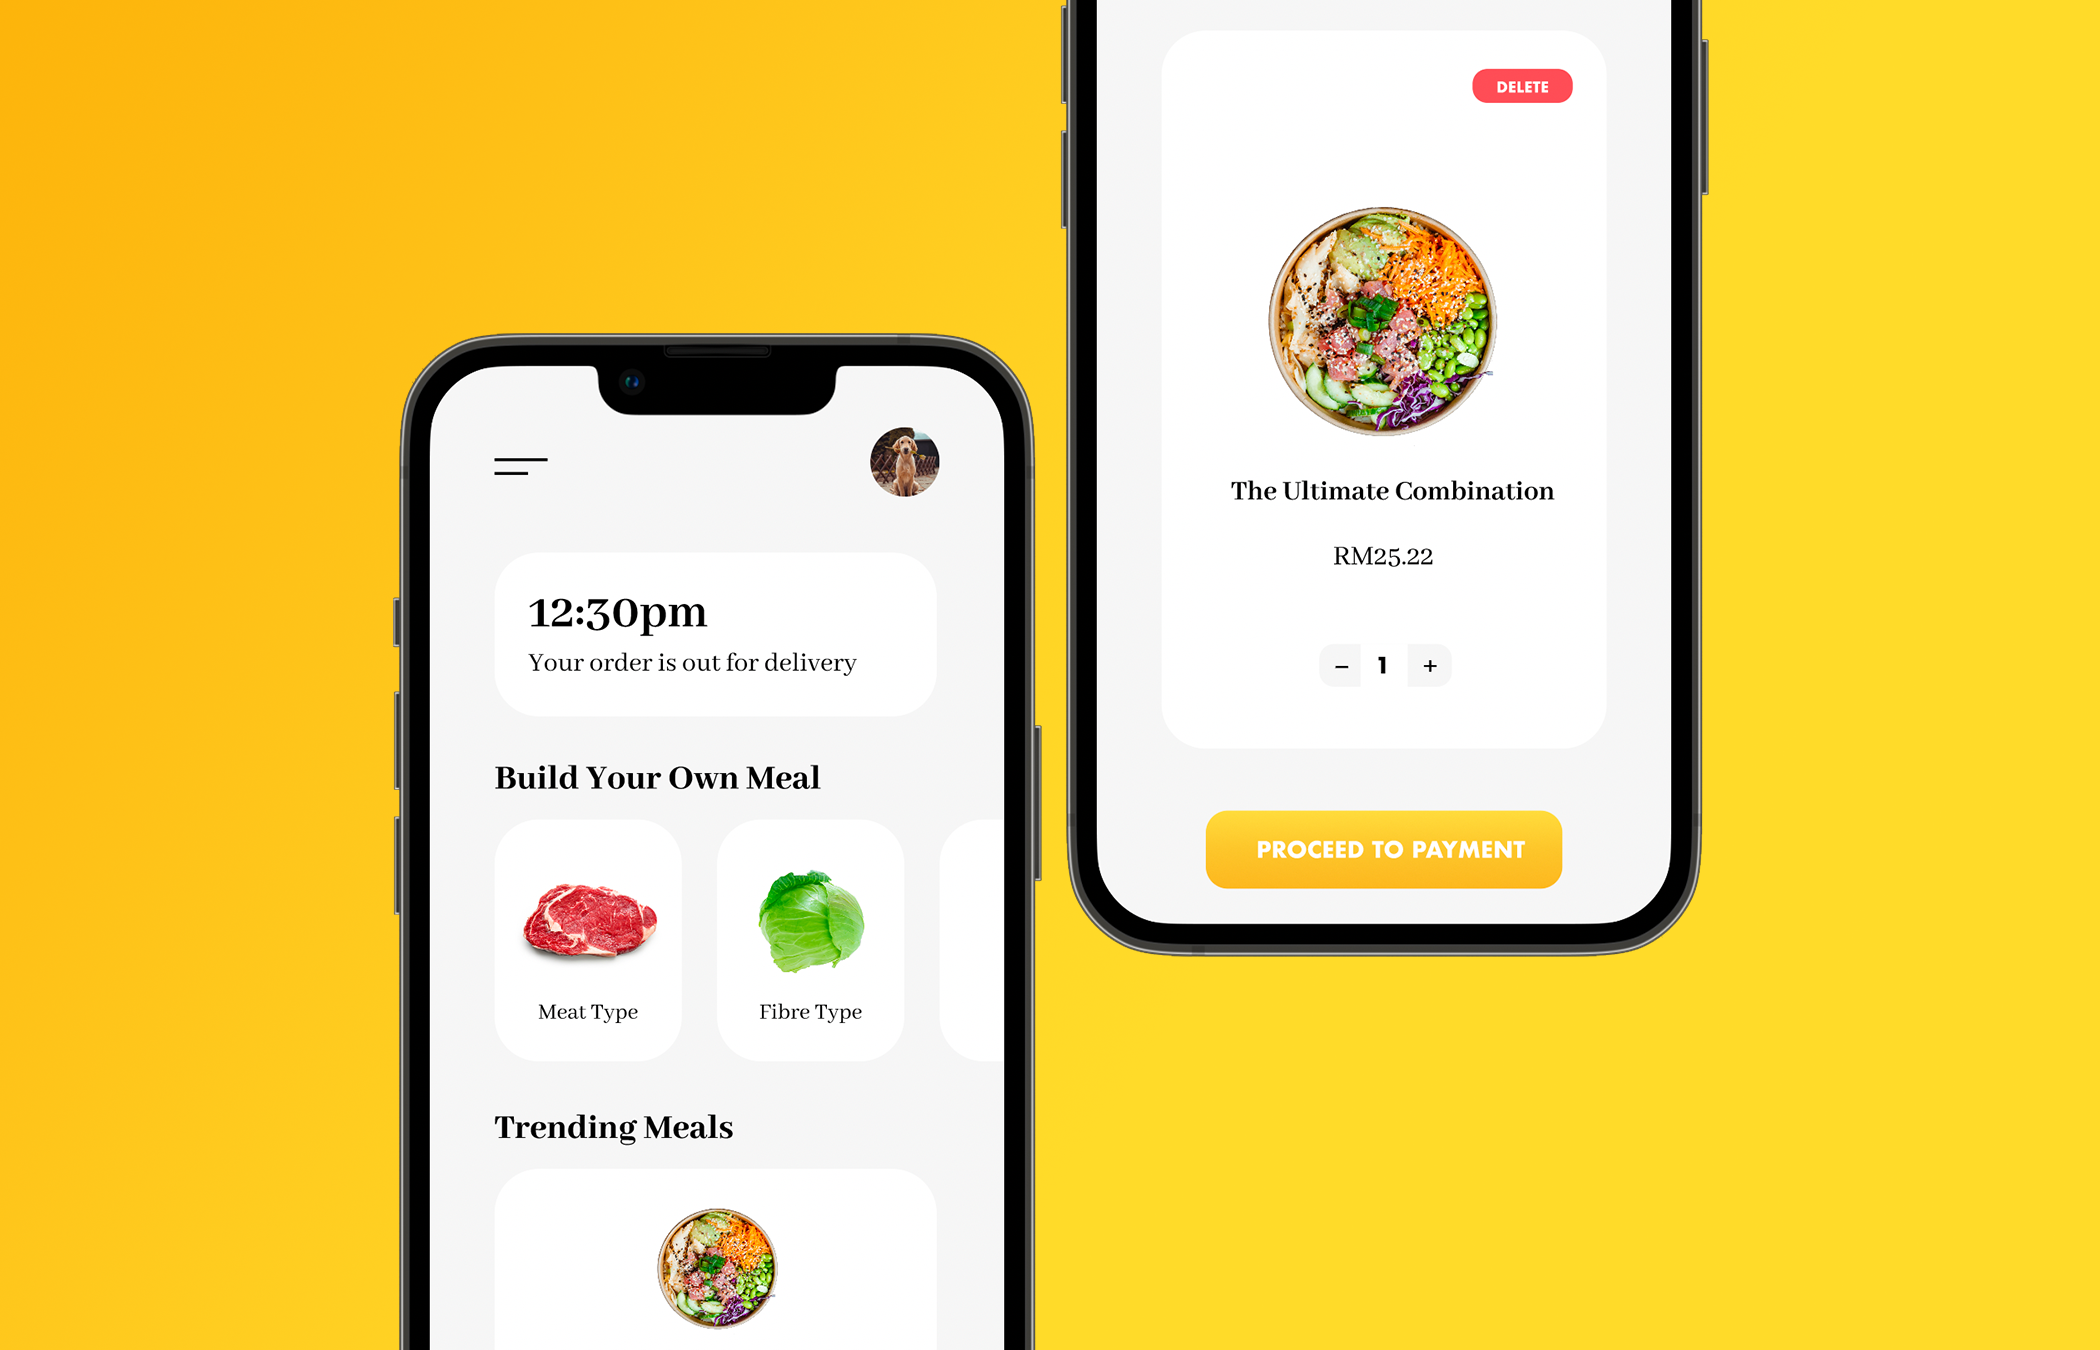 12:30pm
Your order is out for delivery
Build Your Own Meal
Meat Type
Fibre Type
Trending Meals
DELETE
The Ultimate Combination
RM25.22
– 1 +
PROCEED TO PAYMENT